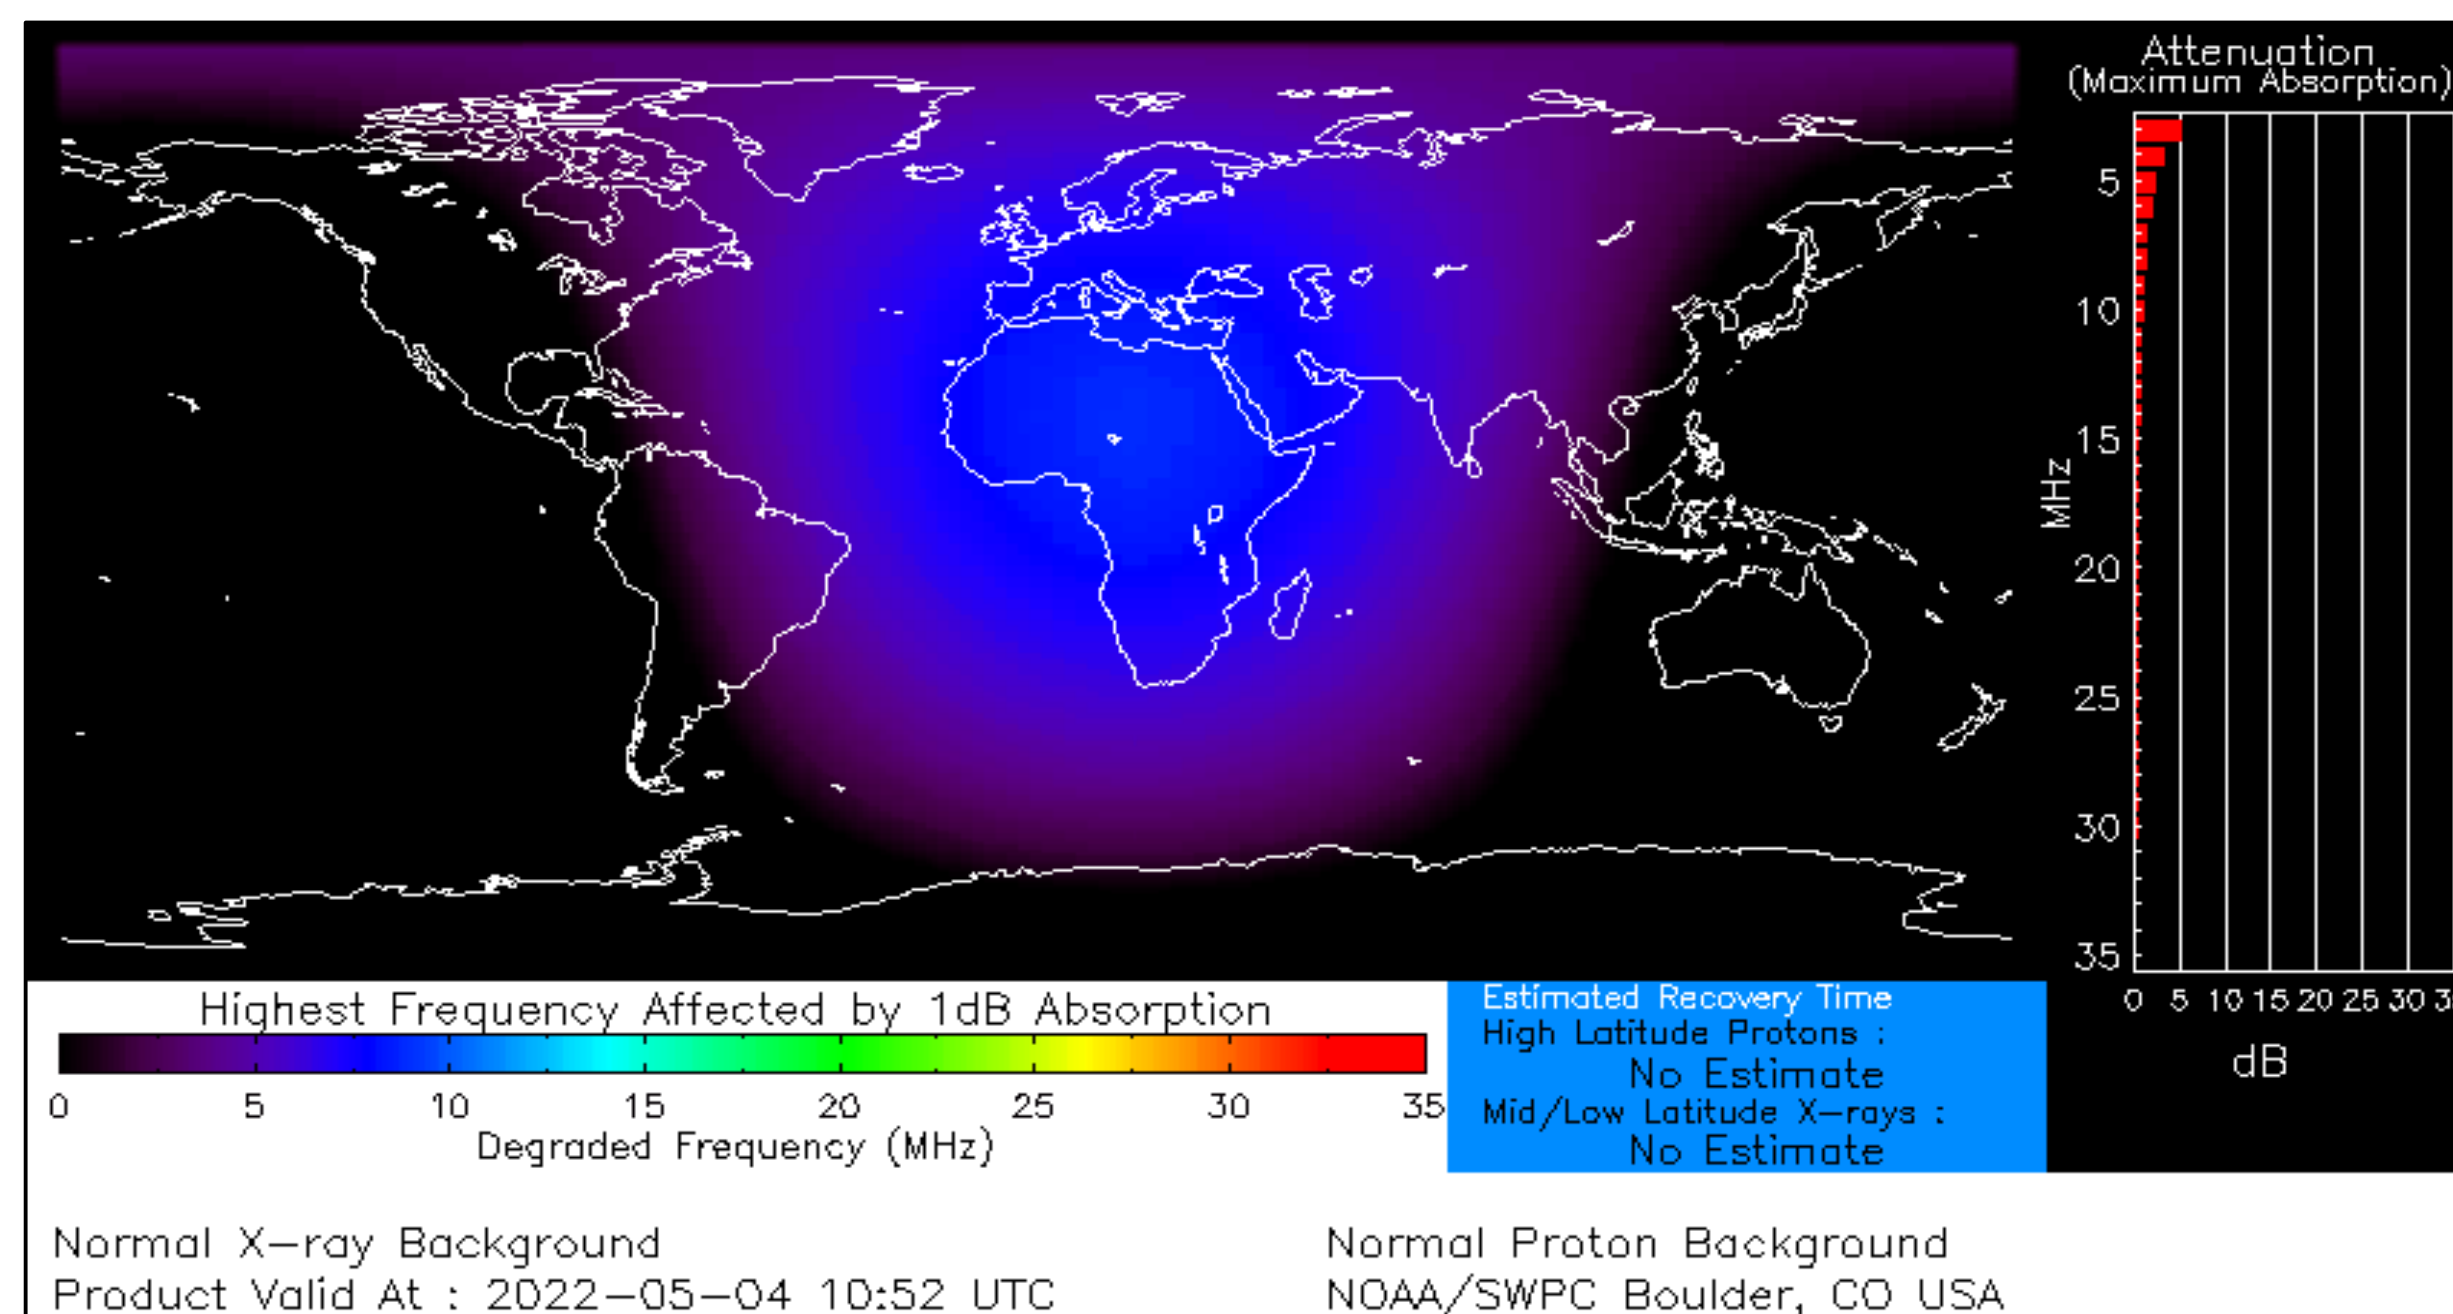 Attenuation
(Maximum Absorption)
5
10
15
20
25
30
35
MHz
0 5 10 15 20 25 30 3
dB
Highest Frequency Affected by 1dB Absorption
0 5 10 15 20 25 30 35
Degraded Frequency (MHz)
Estimated Recovery Time
High Latitude Protons :
No Estimate
Mid/Low Latitude X-rays :
No Estimate
Normal X-ray Background
Normal Proton Background
Product Valid At : 2022-05-04 10:52 UTC
NOAA/SWPC Boulder, CO USA